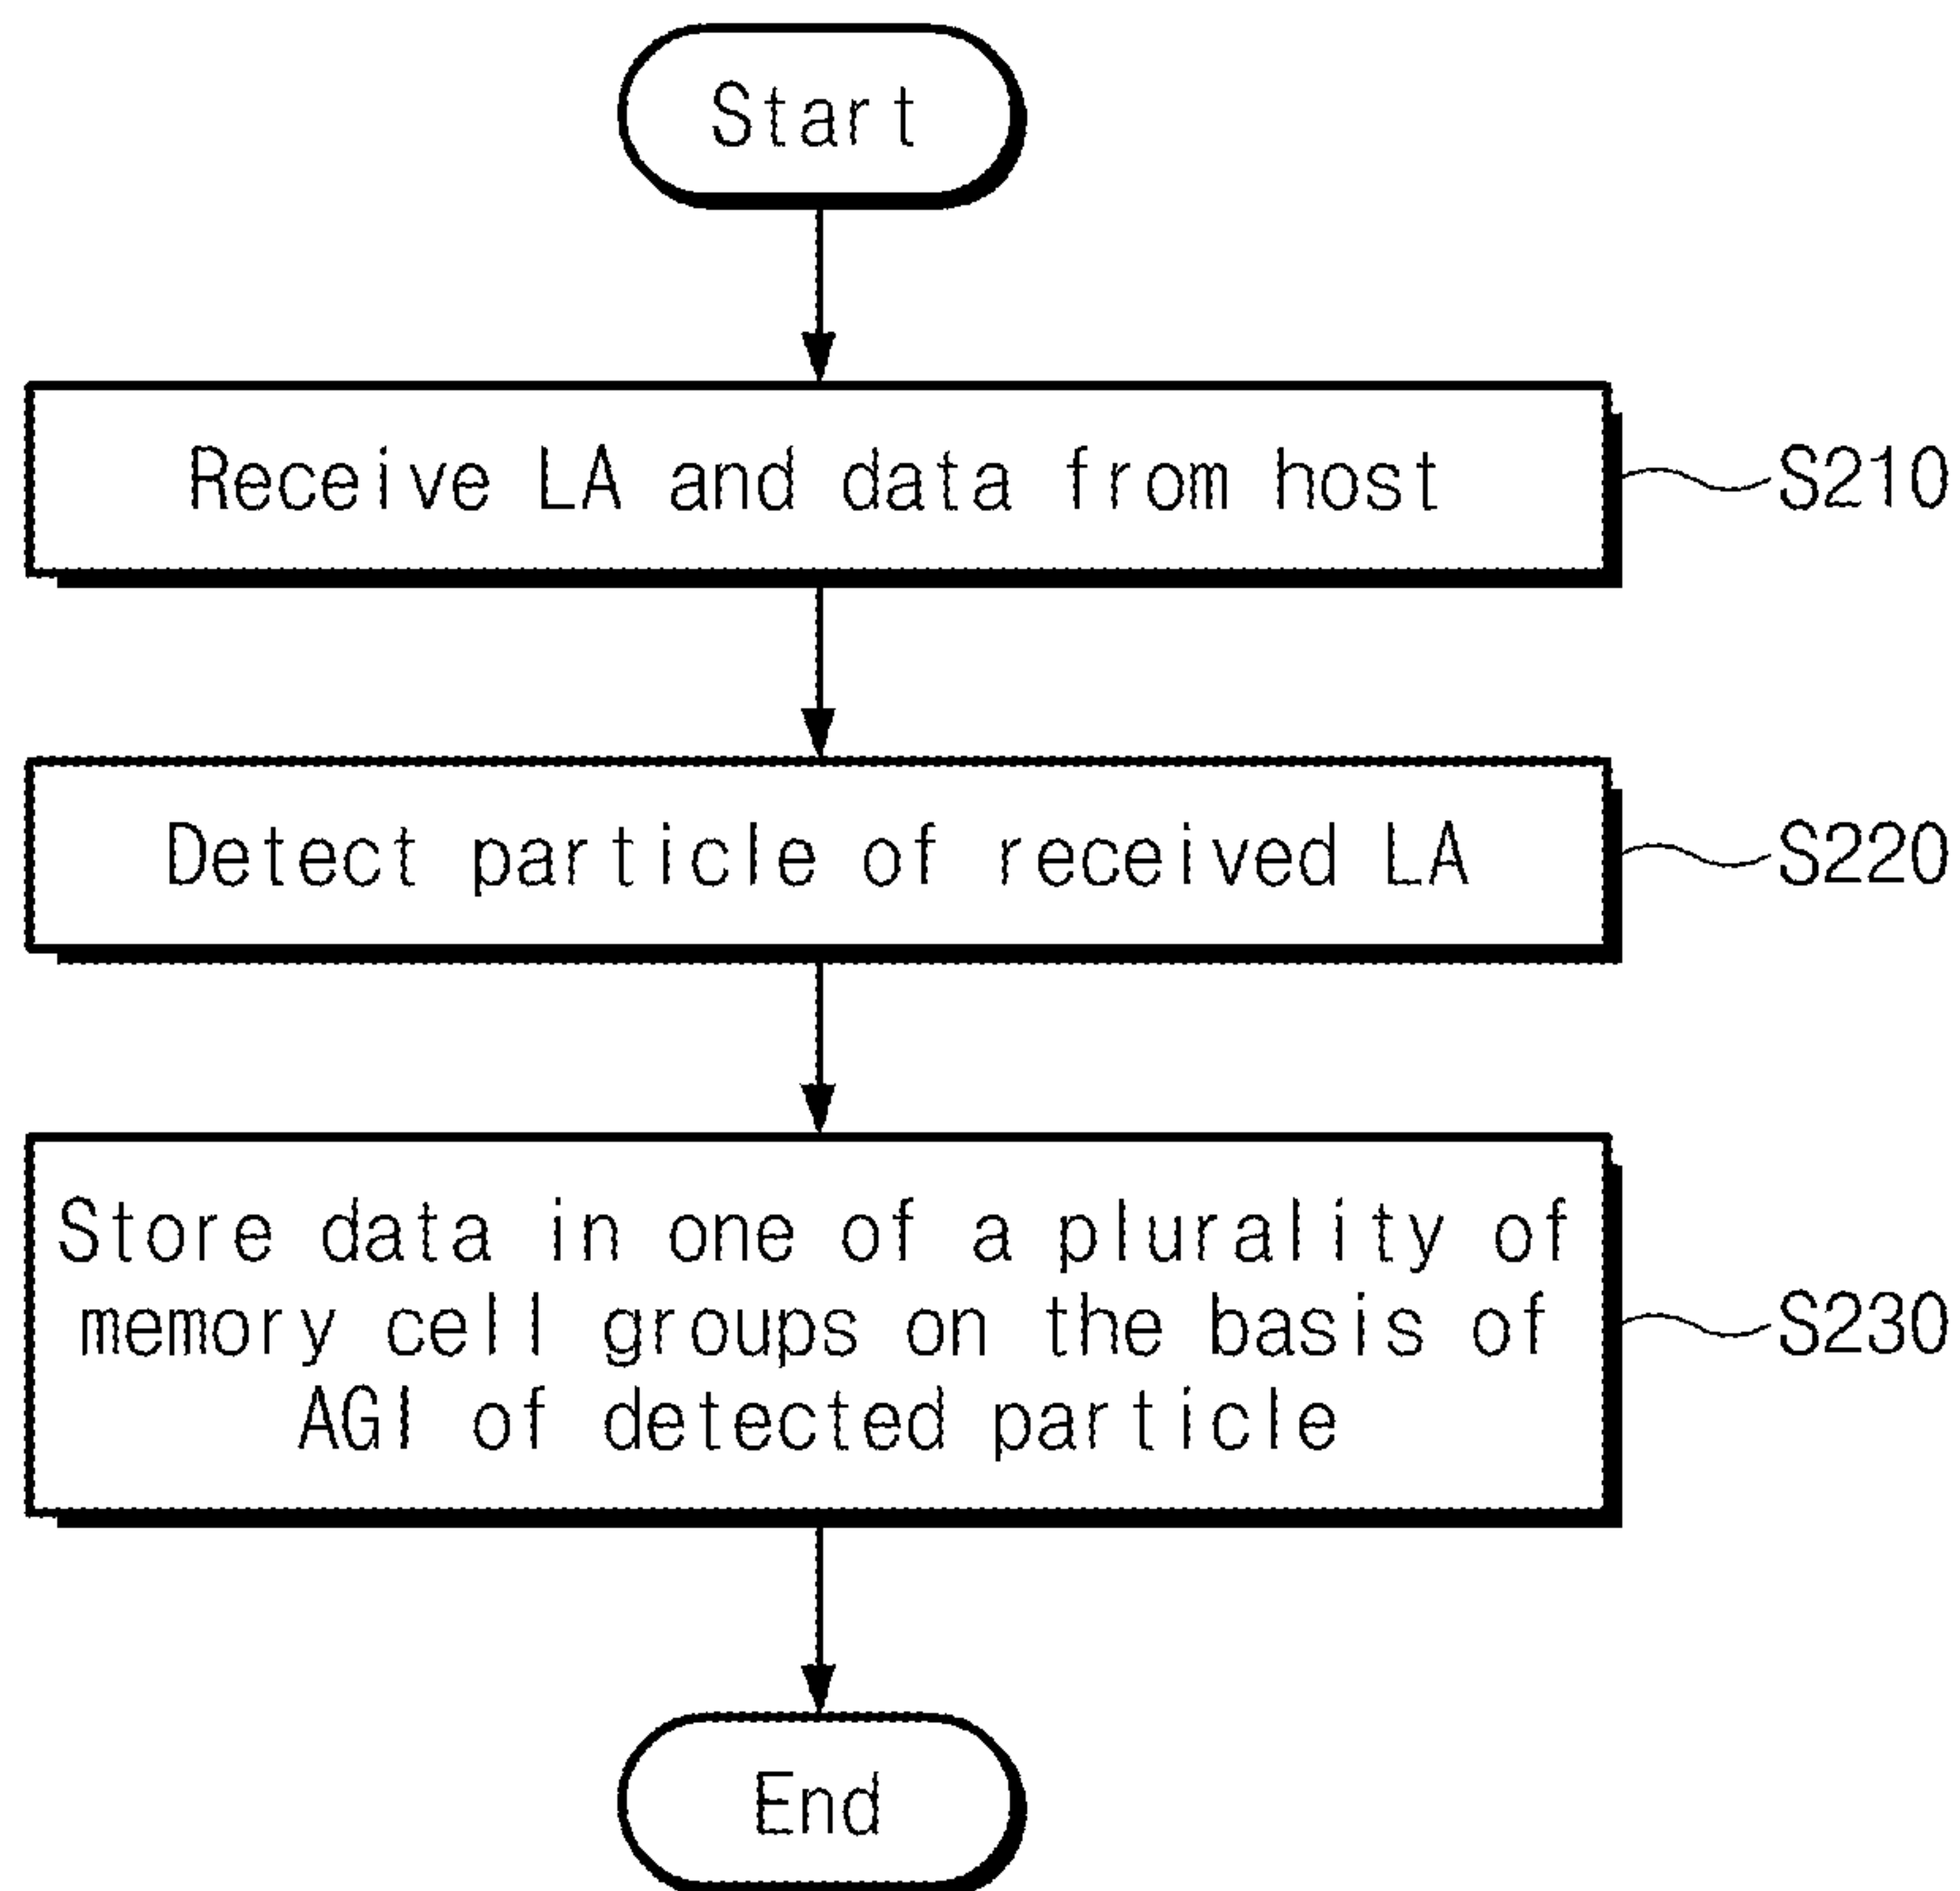 Start
Receive LA and data from host
S210
Detect particle of received LA
S220
Store data in one of a plurality of
memory cell groups on the basis of
S230
AGI of detected particle
End